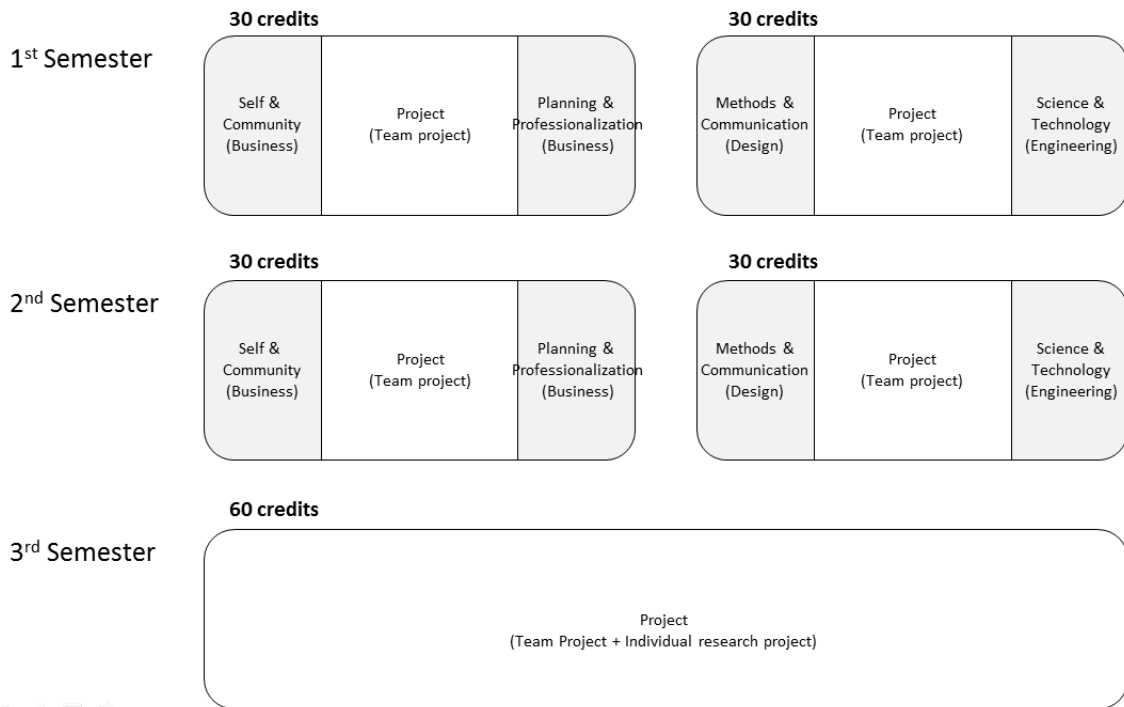 30 credits
30 credits
1st Semester
Self &
Community
(Business)
Project
(Team project)
Planning &
Professionalization
(Business)
Methods &
Communication
(Design)
Project
(Team project)
Science &
Technology
(Engineering)
30 credits
30 credits
2nd Semester
Self &
Community
(Business)
Project
(Team project)
Planning &
Professionalization
(Business)
Methods &
Communication
(Design)
Project
(Team project)
Science &
Technology
(Engineering)
60 credits
3rd Semester
Project
(Team Project + Individual research project)